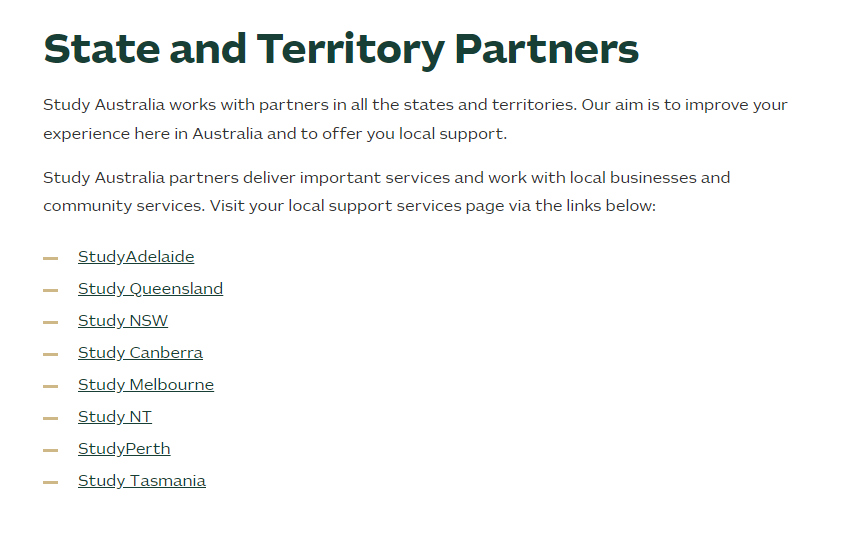 State and Territory Partners
Study Australia works with partners in all the states and territories. Our aim is to improve your
experience here in Australia and to offer you local support.
Study Australia partners deliver important services and work with local businesses and
community services. Visit your local support services page via the links below:
StudyAdelaide
Study Queensland
Study NSW
Study Canberra
Study Melbourne
Study NT
StudyPerth
Study Tasmania